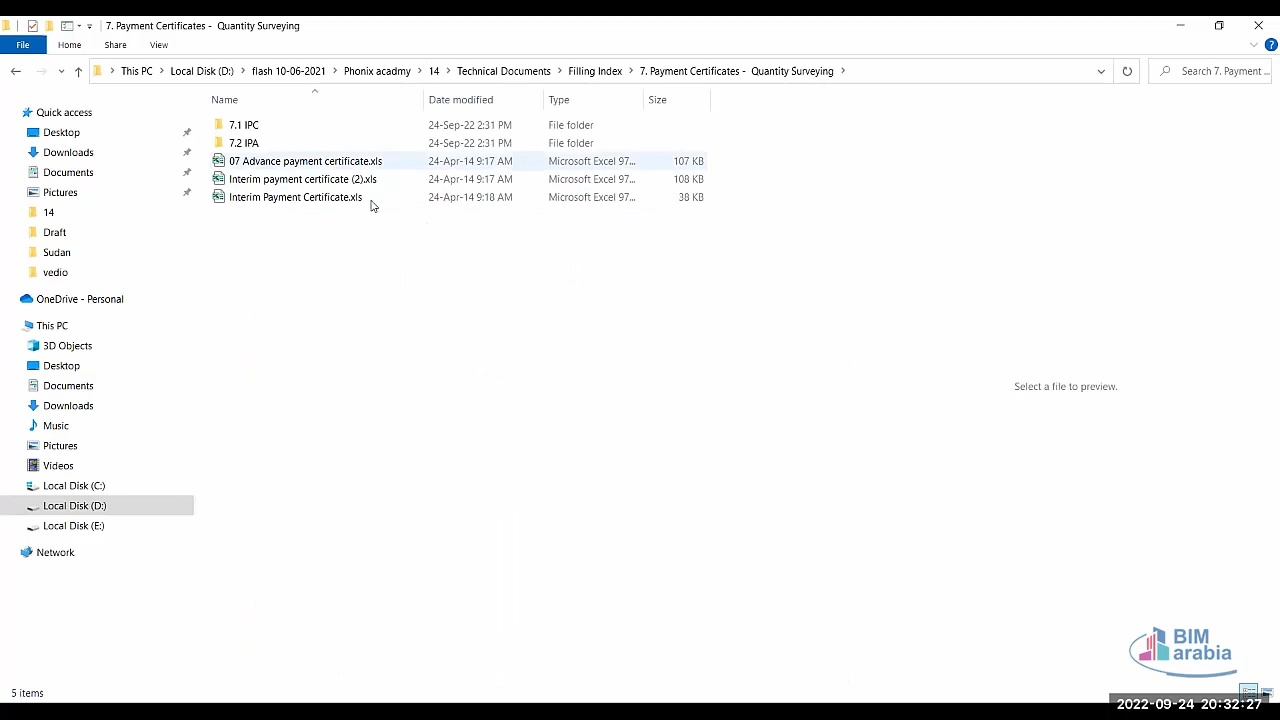 7. Payment Certificates - Quantity Surveying
File Home Share View
This PC Local Disk (D:) flash 10-06-2021 Phonix acadmy 14 Technical Documents Filling Index 7. Payment Certificates - Quantity Surveying Search 7. Payment ...
Name Date modified Type Size
7.1 IPC 24-Sep-22 2:31 PM File folder
7.2 IPA 24-Sep-22 2:31 PM File folder
07 Advance payment certificate.xls 24-Apr-14 9:17 AM Microsoft Excel 97... 107 KB
Interim payment certificate (2).xls 24-Apr-14 9:17 AM Microsoft Excel 97... 108 KB
Interim Payment Certificate.xls 24-Apr-14 9:18 AM Microsoft Excel 97... 38 KB
Quick access
Desktop
Downloads
Documents
Pictures
14
Draft
Sudan
vedio
OneDrive - Personal
This PC
3D Objects
Desktop
Documents
Downloads
Music
Pictures
Videos
Local Disk (C:)
Local Disk (D:)
Local Disk (E:)
Network
Select a file to preview.
BIM
arabia
5 items
2022-09-24 20:32:27